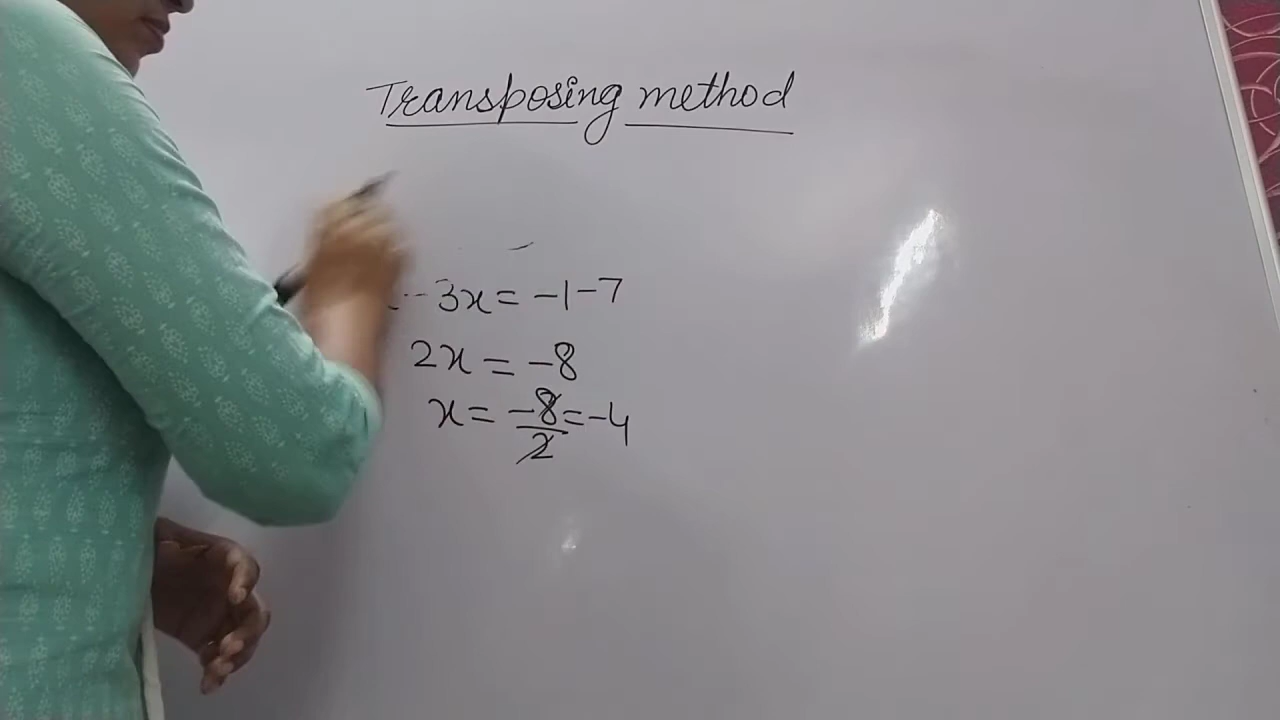 Transposing method
-3x = -1-7
2x = -8
x = -8/2 = -4